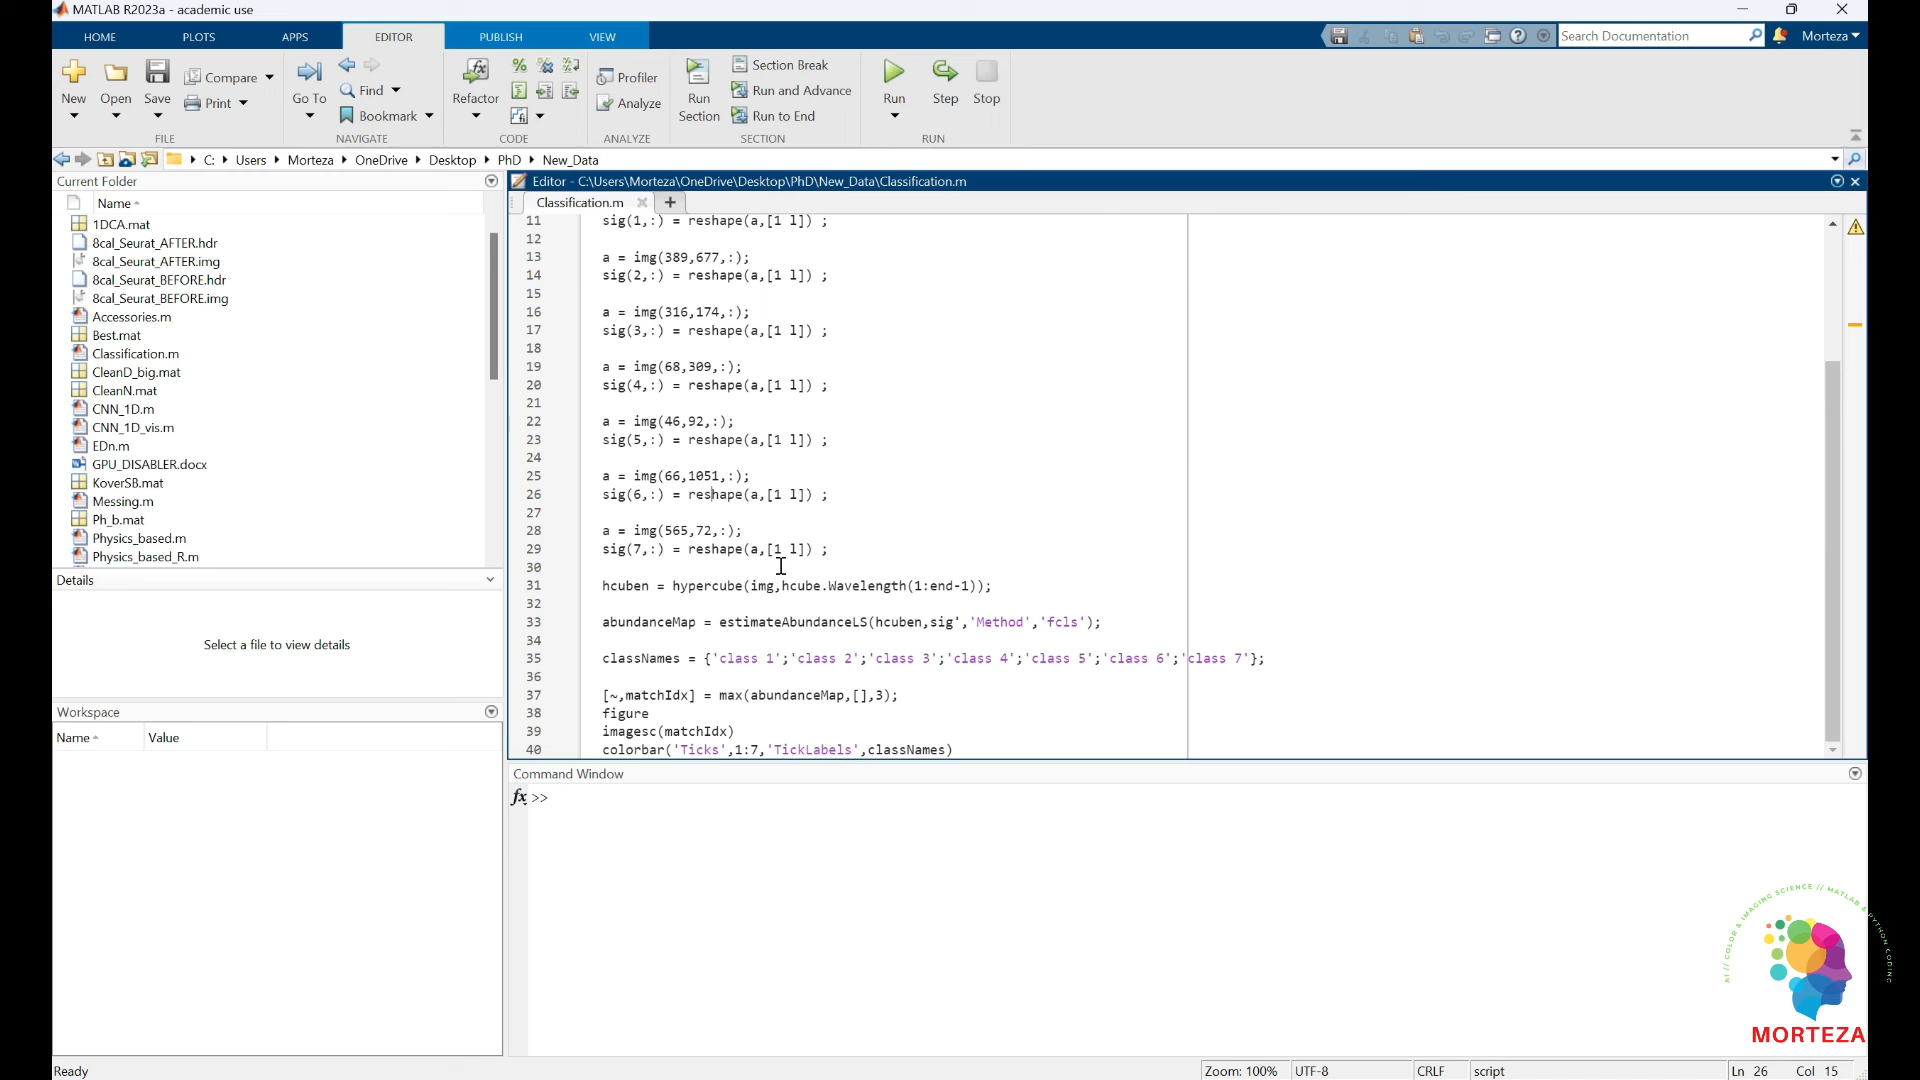 MATLAB R2023a - academic use
HOME PLOTS APPS EDITOR PUBLISH VIEW
Search Documentation
Morteza
New Open Save
Compare
Print
FILE
Go To
Find
Bookmark
NAVIGATE
Refactor
CODE
Profiler
Analyze
ANALYZE
Run Section
Section Break
Run and Advance
Run to End
SECTION
Run Step Stop
RUN
C: Users Morteza OneDrive Desktop PhD New_Data
Current Folder
Name
1DCA.mat
8cal_Seurat_AFTER.hdr
8cal_Seurat_AFTER.img
8cal_Seurat_BEFORE.hdr
8cal_Seurat_BEFORE.img
Accessories.m
Best.mat
Classification.m
CleanD_big.mat
CleanN.mat
CNN_1D.m
CNN_1D_vis.m
EDn.m
GPU_DISABLER.docx
KoverSB.mat
Messing.m
Ph_b.mat
Physics_based.m
Physics_based_R.m
Details
Select a file to view details
Workspace
Name Value
Editor - C:\Users\Morteza\OneDrive\Desktop\PhD\New_Data\Classification.m
Classification.m
11 sig(1,:) = reshape(a,[1 l]) ;
12
13 a = img(389,677,:);
14 sig(2,:) = reshape(a,[1 l]) ;
15
16 a = img(316,174,:);
17 sig(3,:) = reshape(a,[1 l]) ;
18
19 a = img(68,309,:);
20 sig(4,:) = reshape(a,[1 l]) ;
21
22 a = img(46,92,:);
23 sig(5,:) = reshape(a,[1 l]) ;
24
25 a = img(66,1051,:);
26 sig(6,:) = reshape(a,[1 l]) ;
27
28 a = img(565,72,:);
29 sig(7,:) = reshape(a,[1 l]) ;
30
31 hcuben = hypercube(img,hcube.Wavelength(1:end-1));
32
33 abundanceMap = estimateAbundanceLS(hcuben,sig','Method','fcls');
34
35 classNames = {'class 1';'class 2';'class 3';'class 4';'class 5';'class 6';'class 7'};
36
37 [~,matchIdx] = max(abundanceMap,[],3);
38 figure
39 imagesc(matchIdx)
40 colorbar('Ticks',1:7,'TickLabels',classNames)
Command Window
fx >>
AI // COLOR & IMAGING SCIENCE // MATLAB & PYTHON CODING
MORTEZA
Ready
Zoom: 100% UTF-8 CRLF script Ln 26 Col 15